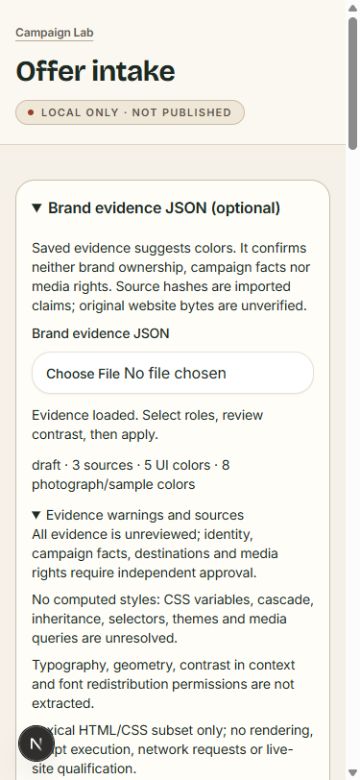 Campaign Lab
Offer intake
LOCAL ONLY · NOT PUBLISHED
▼ Brand evidence JSON (optional)
Saved evidence suggests colors. It confirms
neither brand ownership, campaign facts nor
media rights. Source hashes are imported
claims; original website bytes are unverified.
Brand evidence JSON
Choose File No file chosen
Evidence loaded. Select roles, review
contrast, then apply.
draft · 3 sources · 5 UI colors · 8
photograph/sample colors
▼ Evidence warnings and sources
All evidence is unreviewed; identity,
campaign facts, destinations and media
rights require independent approval.
No computed styles: CSS variables, cascade,
inheritance, selectors, themes and media
queries are unresolved.
Typography, geometry, contrast in context
and font redistribution permissions are not
extracted.
HTML/CSS subset only; no rendering,
N
execution, network requests or live-
site qualification.